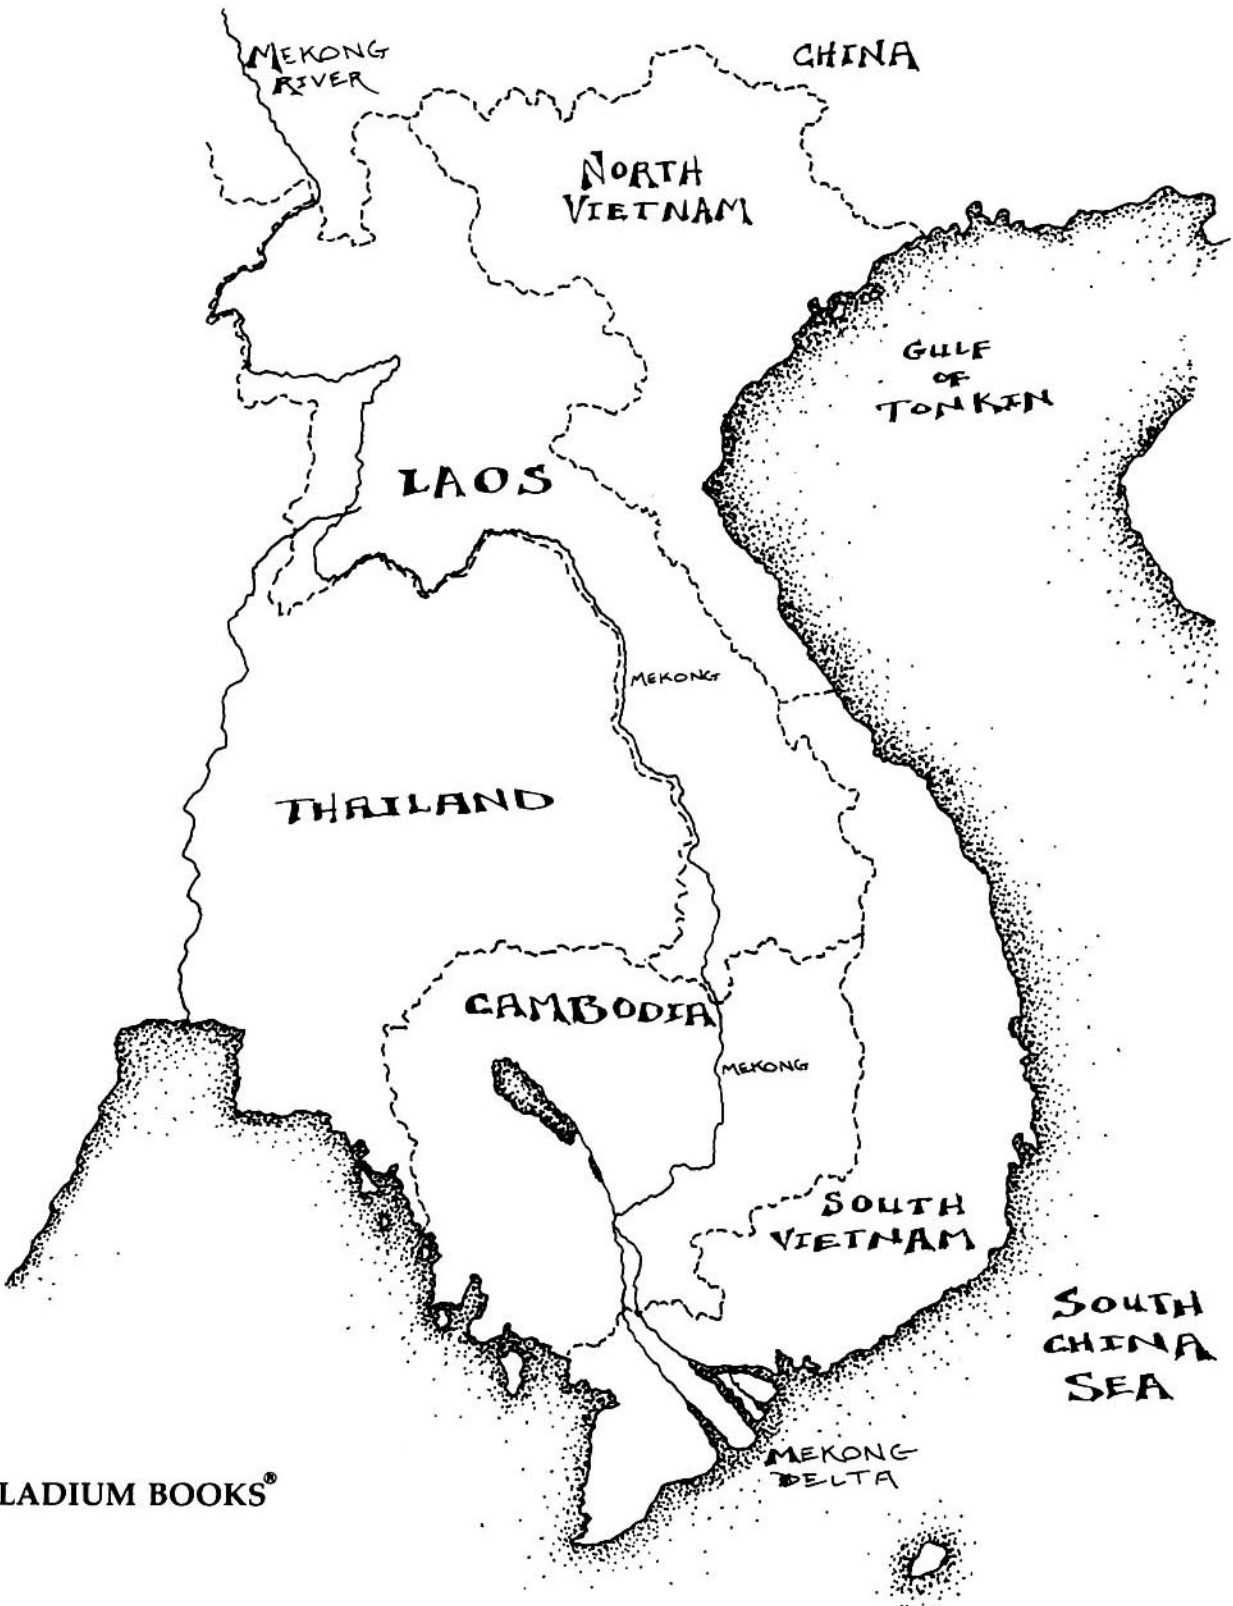 MEKONG
RIVER
CHINA
NORTH
VIETNAM
GULF
OF
TONKIN
LAOS
MEKONG
THAILAND
CAMBODIA
MEKONG
SOUTH
VIETNAM
SOUTH
CHINA
SEA
MEKONG
DELTA
LADIUM BOOKS®